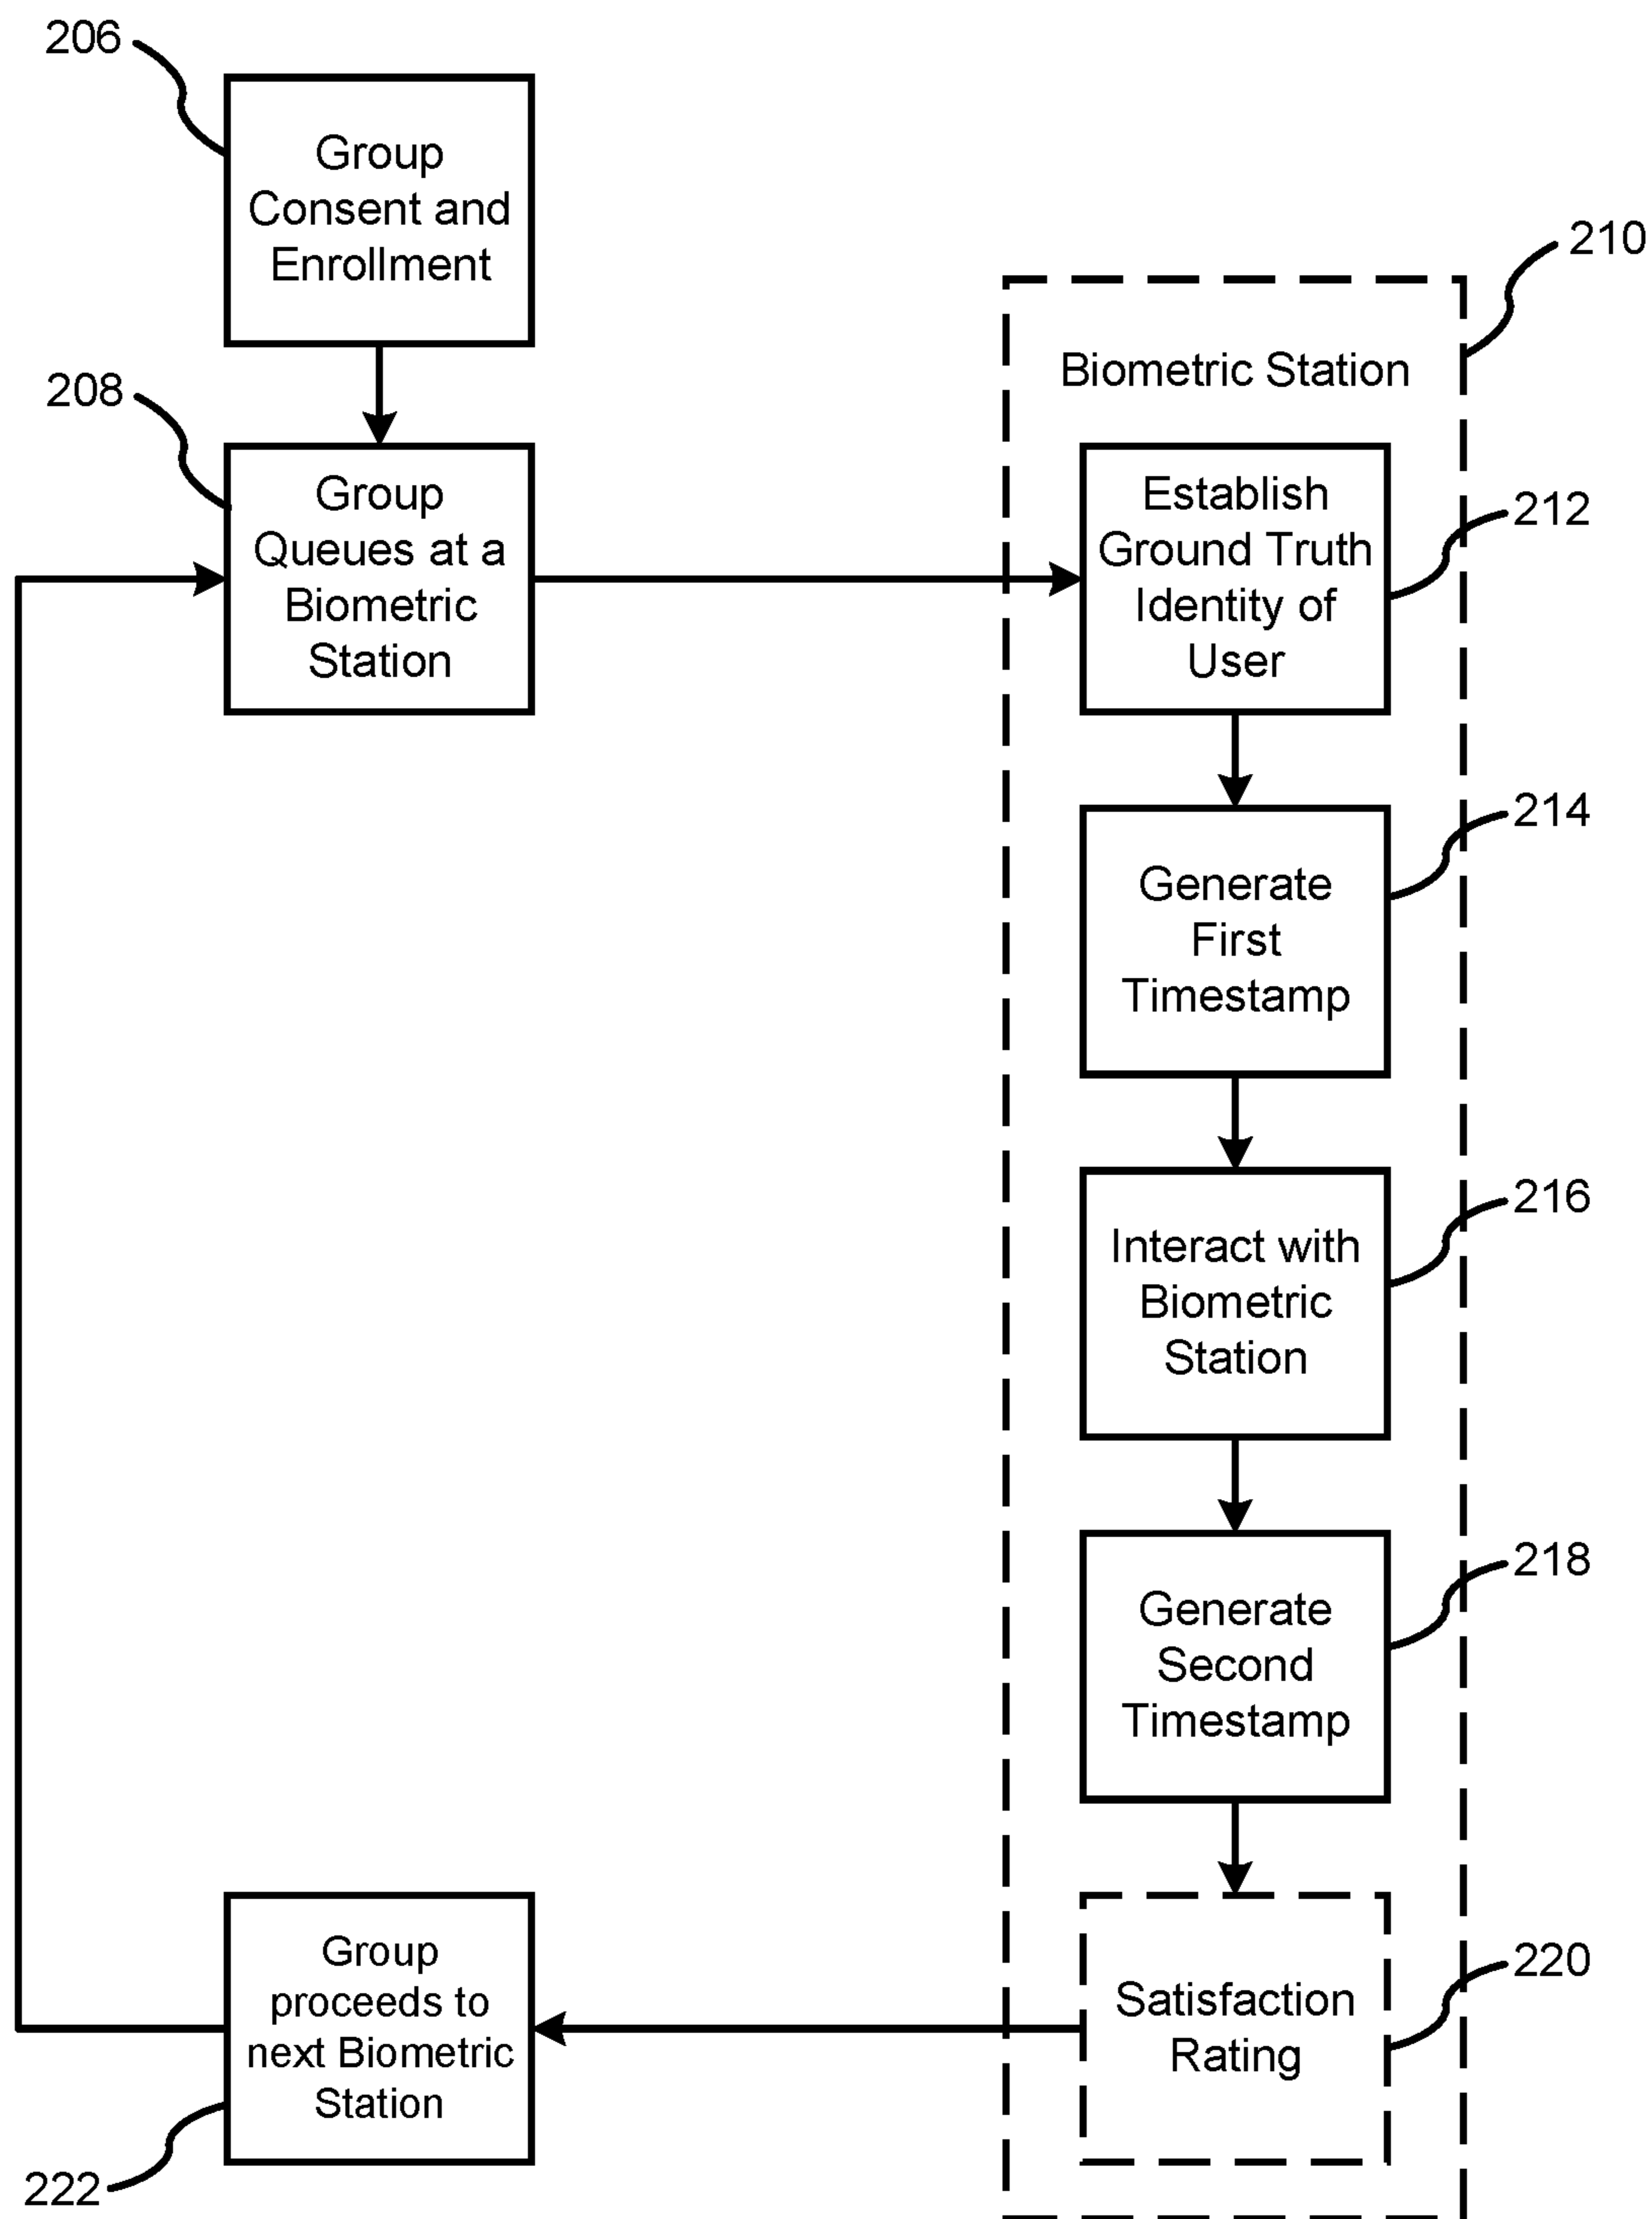 206
Group
Consent and
Enrollment
210
Biometric Station
208
Group
Queues at a
Biometric
Station
Establish
Ground Truth
Identity of
User
212
Generate
First
Timestamp
214
Interact with
Biometric
Station
216
Generate
Second
Timestamp
218
Satisfaction
Rating
220
Group
proceeds to
next Biometric
Station
222